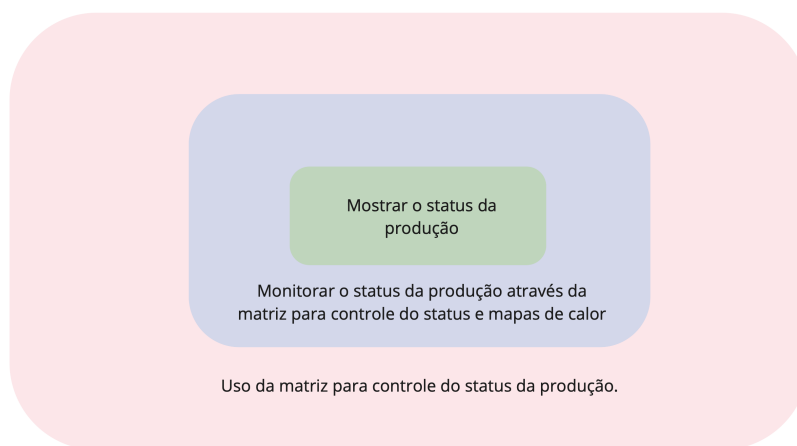 Mostrar o status da
produção
Monitorar o status da produção através da
matriz para controle do status e mapas de calor
Uso da matriz para controle do status da produção.